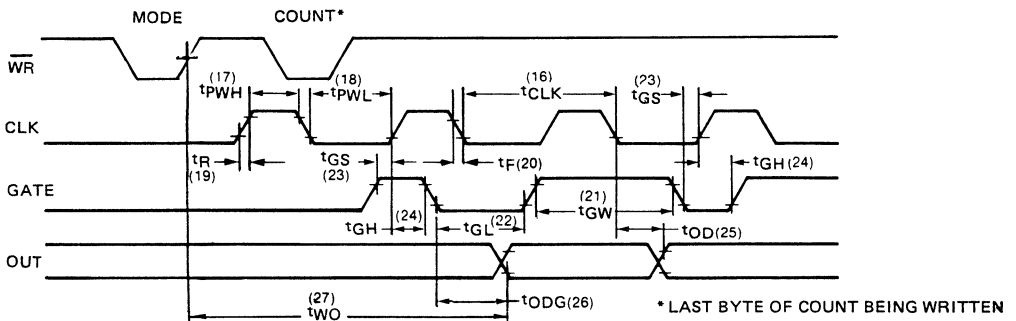 MODE COUNT*
WR
(17) (18) (16) (23)
tPWH tPWL tCLK tGS
CLK
tR tGS tF(20) tGH(24)
(19) (23)
GATE
(24) (22) (21)
tGH tGL tGW tOD(25)
OUT
(27) tODG(26)
tWO
* LAST BYTE OF COUNT BEING WRITTEN